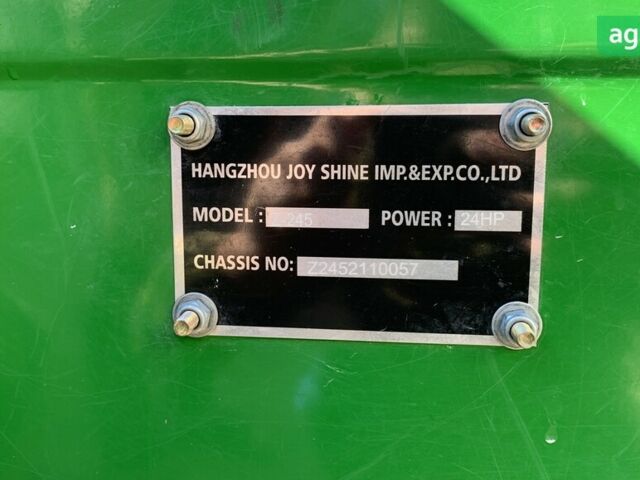 ag
HANGZHOU JOY SHINE IMP.&EXP.CO.,LTD
MODEL : 245 POWER : 24HP
CHASSIS NO: Z2452110057